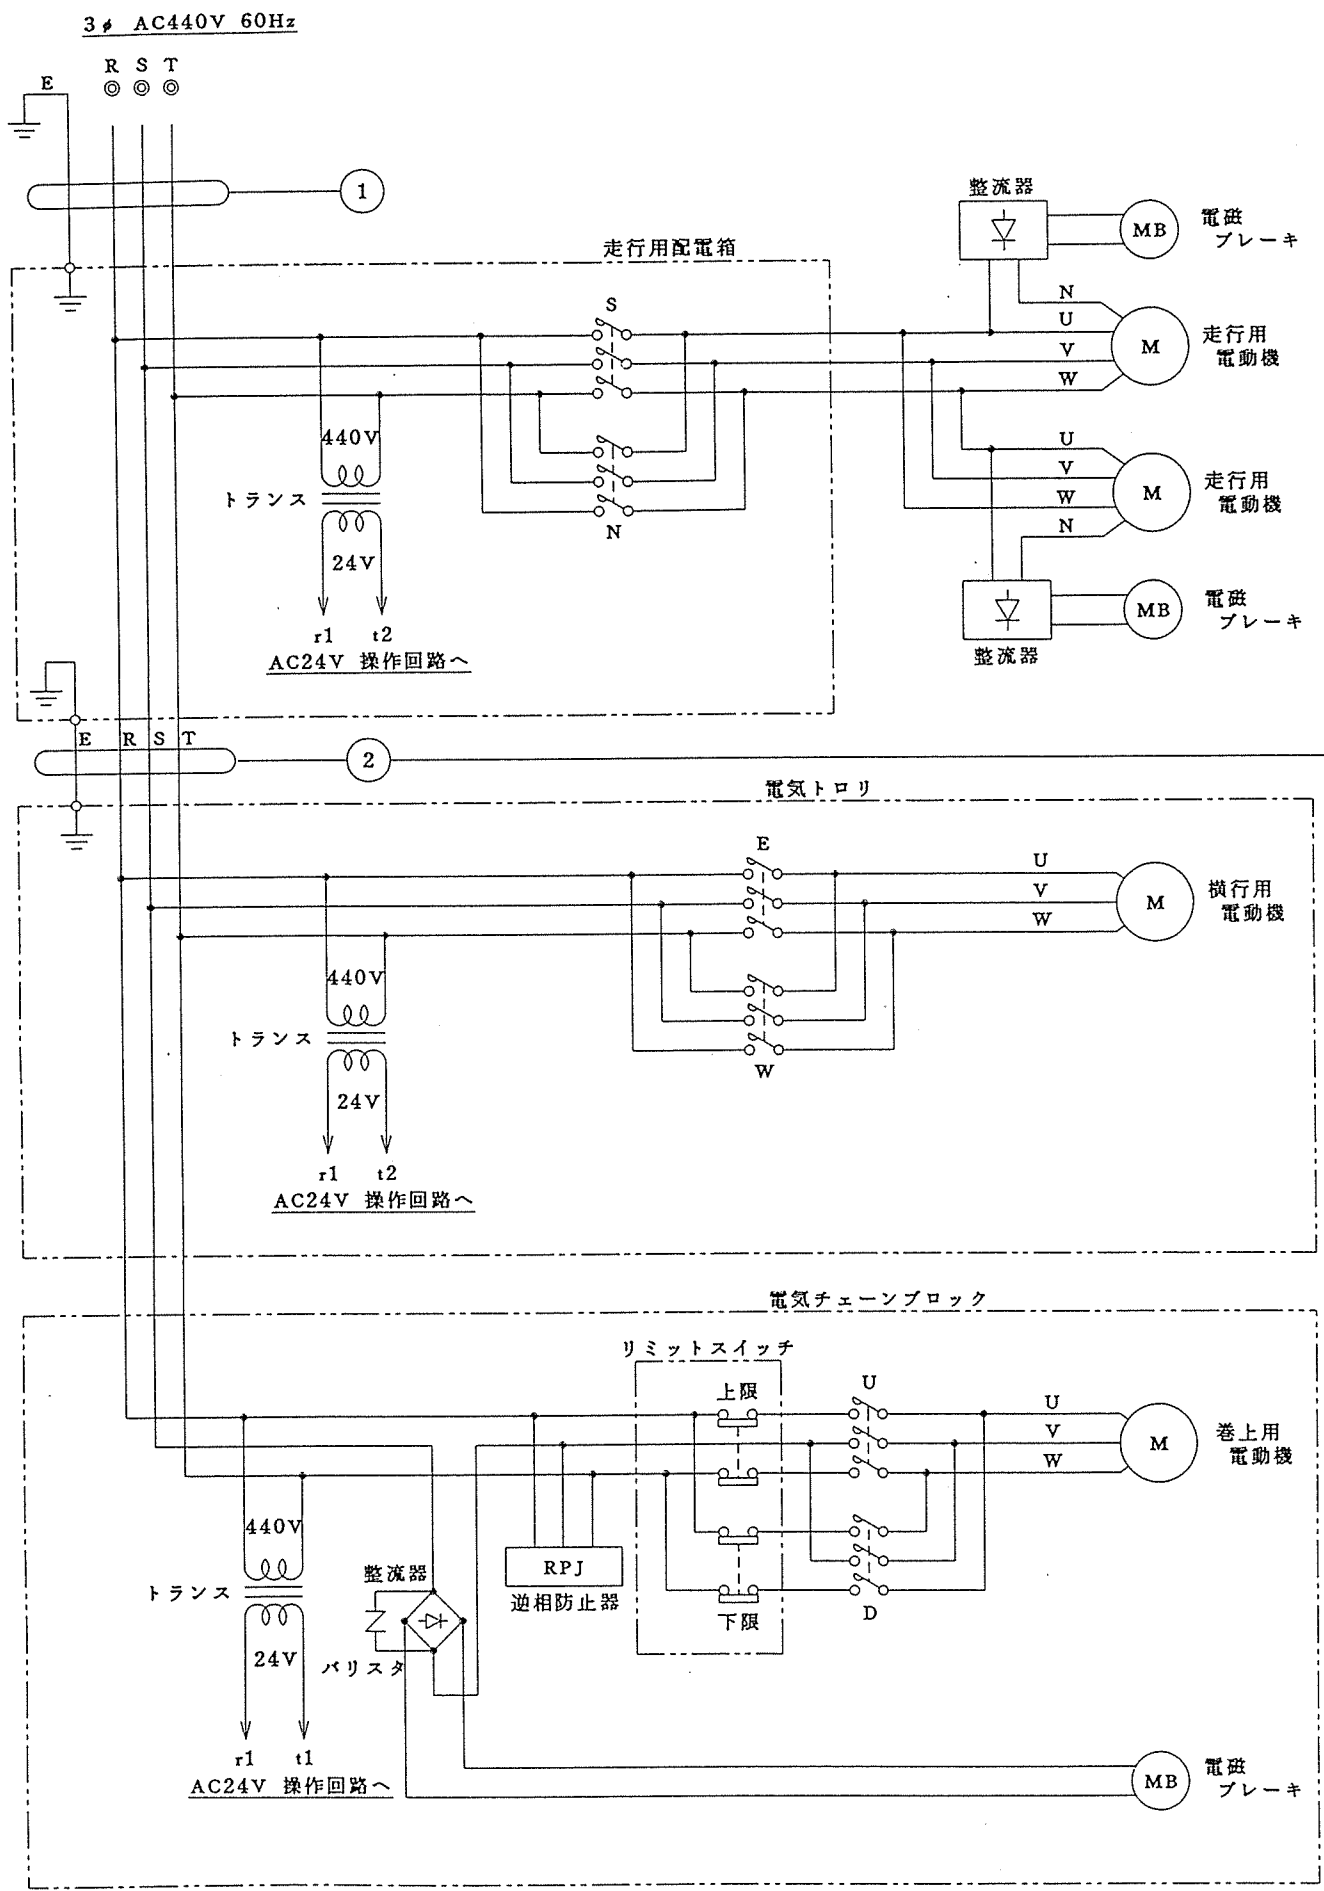 3φ AC440V 60Hz
R S T
E
1
整流器
MB
電磁
ブレーキ
走行用配電箱
S
N
U
V
W
M
走行用
電動機
440V
トランス
24V
N
r1 t2
AC24V 操作回路へ
U
V
W
N
M
走行用
電動機
整流器
MB
電磁
ブレーキ
E R S T
2
電気トロリ
E
U
V
W
M
横行用
電動機
440V
トランス
24V
W
r1 t2
AC24V 操作回路へ
電気チェーンブロック
リミットスイッチ
上限
U
U
V
W
M
巻上用
電動機
440V
トランス
24V
整流器
バリスタ
RPJ
逆相防止器
下限
D
r1 t1
AC24V 操作回路へ
MB
電磁
ブレーキ